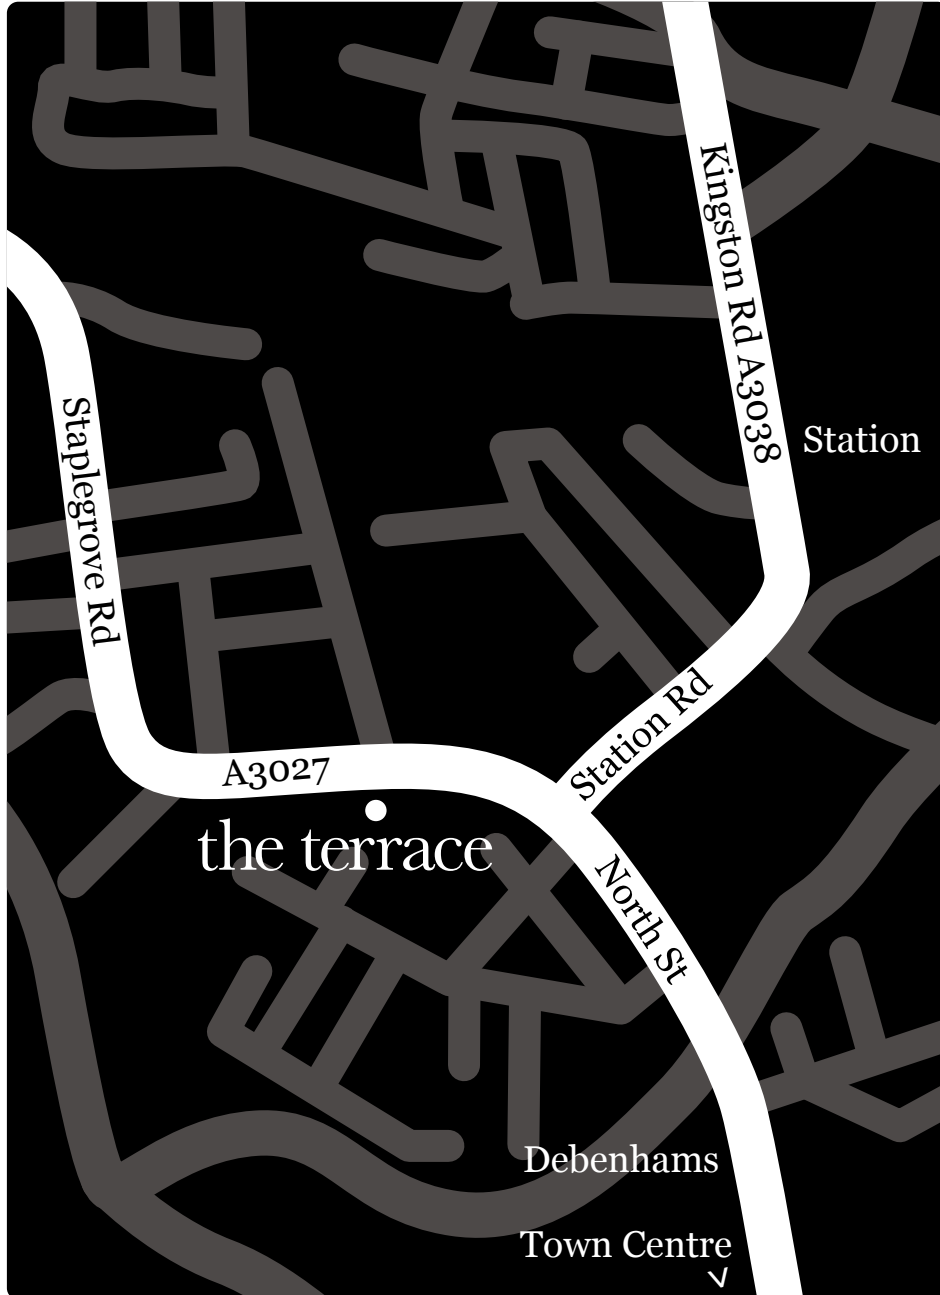 Kingston Rd A3038
Station
Staplegrove Rd
Station Rd
A3027
the terrace
North St
Debenhams
Town Centre